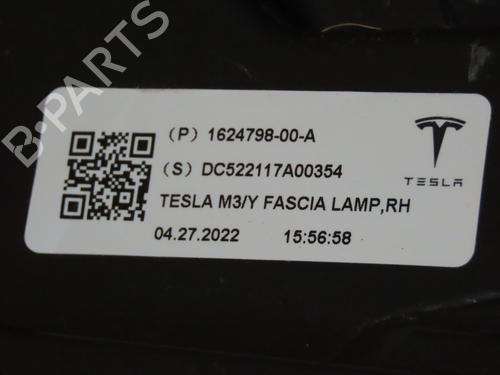 (P) 1624798-00-A
(S) DC522117A00354
TESLA M3/Y FASCIA LAMP,RH
04.27.2022 15:56:58
TESLA
B-PARTS